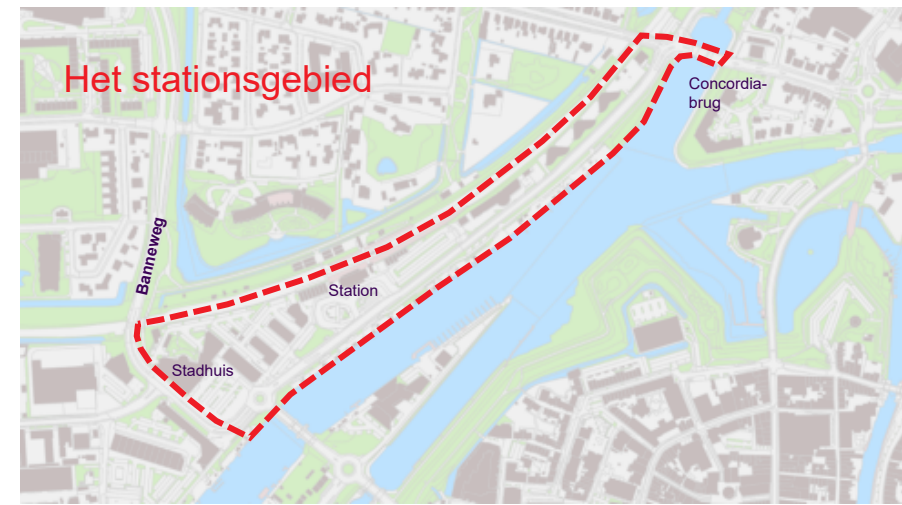 Het stationsgebied
Concordia-
brug
Banneweg
Station
Stadhuis